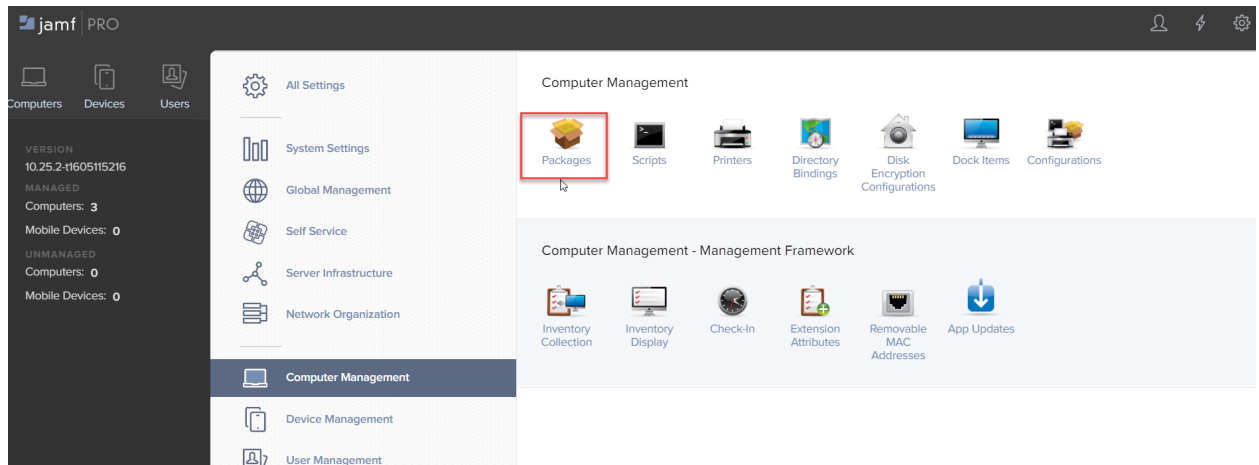 jamf PRO
Computers Devices Users
VERSION
10.25.2-t1605115216
MANAGED
Computers: 3
Mobile Devices: 0
UNMANAGED
Computers: 0
Mobile Devices: 0
All Settings
System Settings
Global Management
Self Service
Server Infrastructure
Network Organization
Computer Management
Device Management
User Management
Computer Management
Packages
Scripts
Printers
Directory
Bindings
Disk
Encryption
Configurations
Dock Items
Configurations
Computer Management - Management Framework
Inventory
Collection
Inventory
Display
Check-In
Extension
Attributes
Removable
MAC
Addresses
App Updates